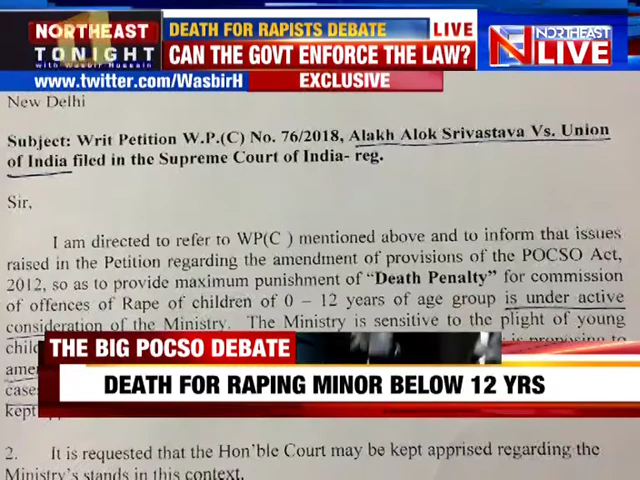 NORTHEAST
TONIGHT
with Wasbir Hussain
DEATH FOR RAPISTS DEBATE
LIVE
CAN THE GOVT ENFORCE THE LAW?
NORTHEAST
LIVE
www.twitter.com/WasbirH
EXCLUSIVE
New Delhi
Subject: Writ Petition W.P.(C) No. 76/2018, Alakh Alok Srivastava Vs. Union
of India filed in the Supreme Court of India- reg.
Sir,
I am directed to refer to WP(C ) mentioned above and to inform that issues
raised in the Petition regarding the amendment of provisions of the POCSO Act,
2012, so as to provide maximum punishment of “Death Penalty” for commission
of offences of Rape of children of 0 – 12 years of age group is under active
consideration of the Ministry. The Ministry is sensitive to the plight of young
THE BIG POCSO DEBATE
DEATH FOR RAPING MINOR BELOW 12 YRS
kept
2. It is requested that the Hon'ble Court may be kept apprised regarding the
Ministry's stands in this context.